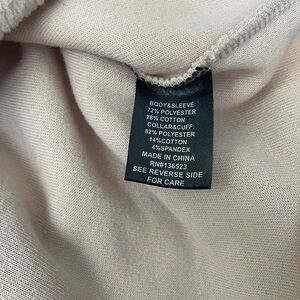 BODY&SLEEVE:
72% POLYESTER
28% COTTON
COLLAR&CUFF:
82% POLYESTER
14%COTTON
4%SPANDEX
MADE IN CHINA
RN#136523
SEE REVERSE SIDE
FOR CARE